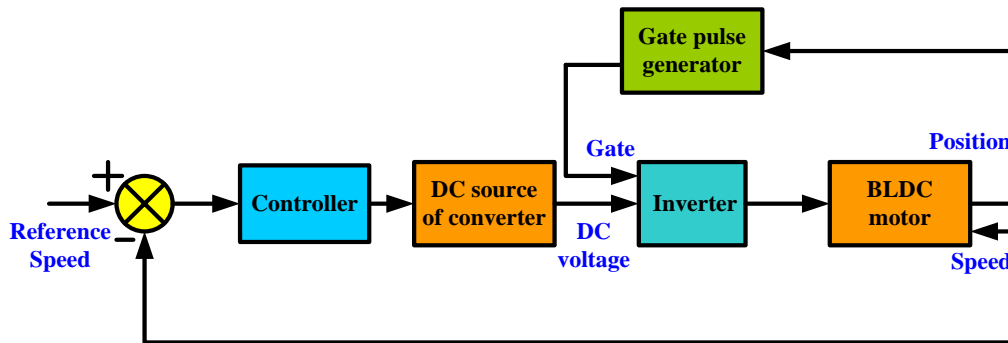 Gate pulse
generator
Gate
Position
+
Controller
DC source
of converter
Inverter
BLDC
motor
Reference
Speed
−
DC
voltage
Speed